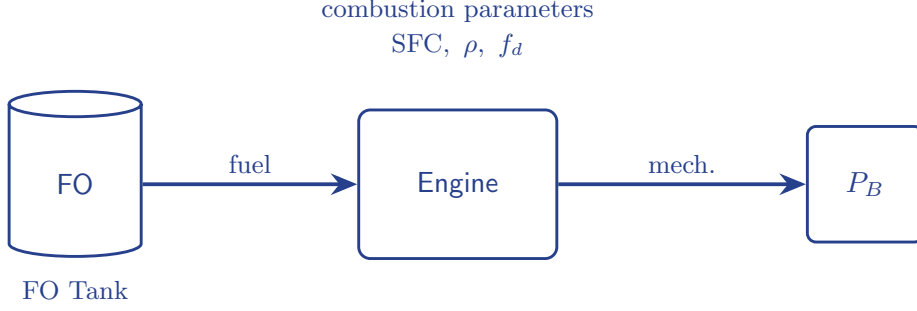 combustion parameters
SFC, ρ, f_d
FO
fuel
Engine
mech.
P_B
FO Tank